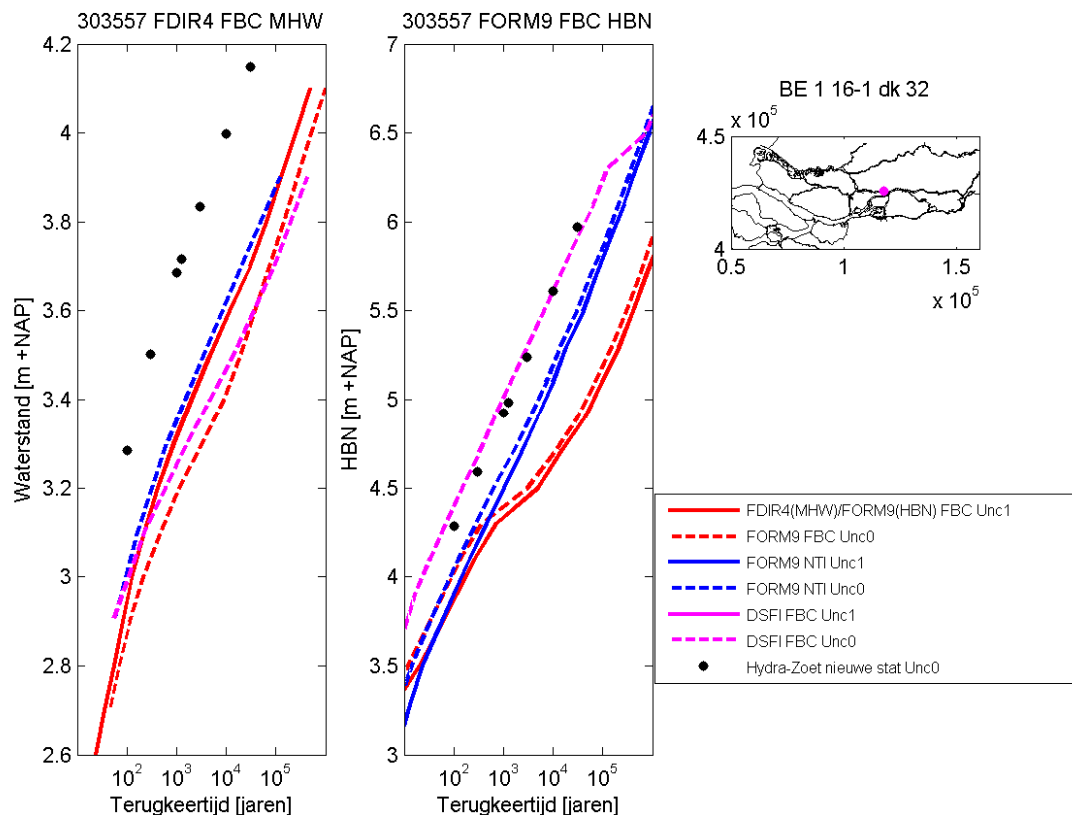 303557 FDIR4 FBC MHW
4.2
4
3.8
3.6
3.4
3.2
3
2.8
2.6
Waterstand [m +NAP]
10^2 10^3 10^4 10^5
Terugkeertijd [jaren]
303557 FORM9 FBC HBN
7
6.5
6
5.5
5
4.5
4
3.5
3
HBN [m +NAP]
10^2 10^3 10^4 10^5
Terugkeertijd [jaren]
BE 1 16-1 dk 32
x 10^5
4.5
4
0.5 1 1.5
x 10^5
FDIR4(MHW)/FORM9(HBN) FBC Unc1
FORM9 FBC Unc0
FORM9 NTI Unc1
FORM9 NTI Unc0
DSFI FBC Unc1
DSFI FBC Unc0
Hydra-Zoet nieuwe stat Unc0